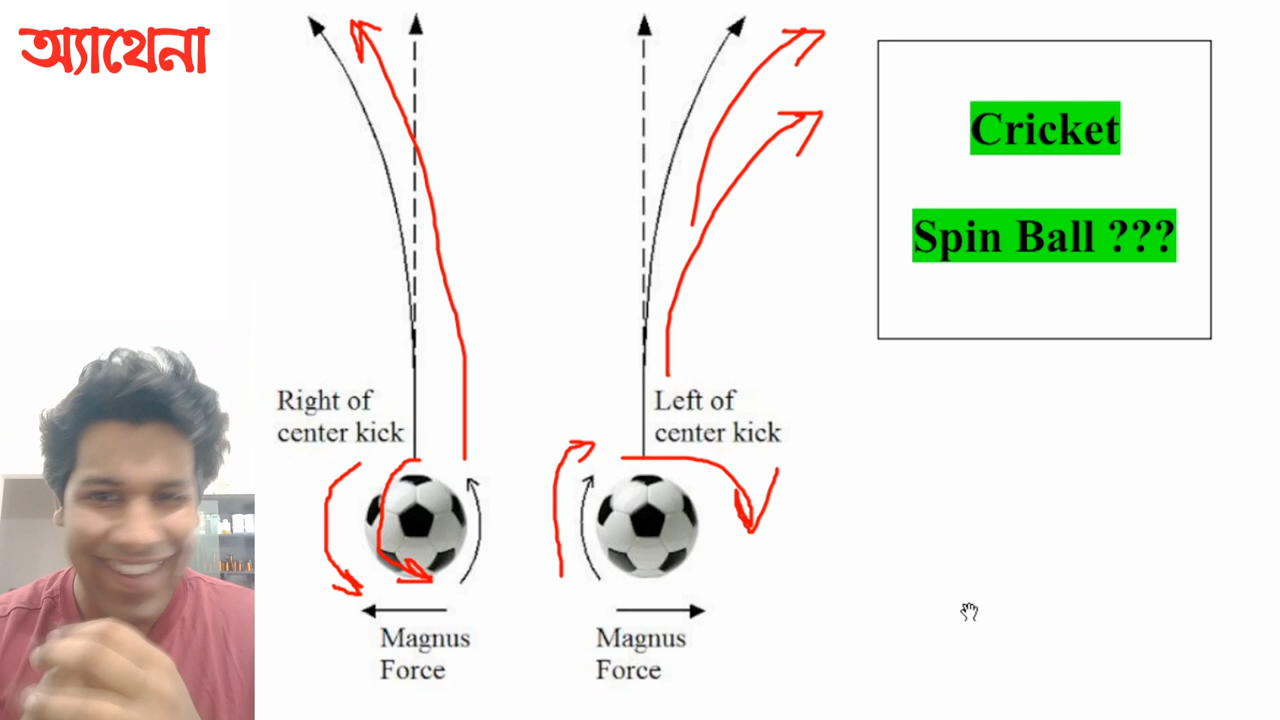 অ্যাথেনা
Cricket
Spin Ball ???
Right of
center kick
Left of
center kick
Magnus
Force
Magnus
Force